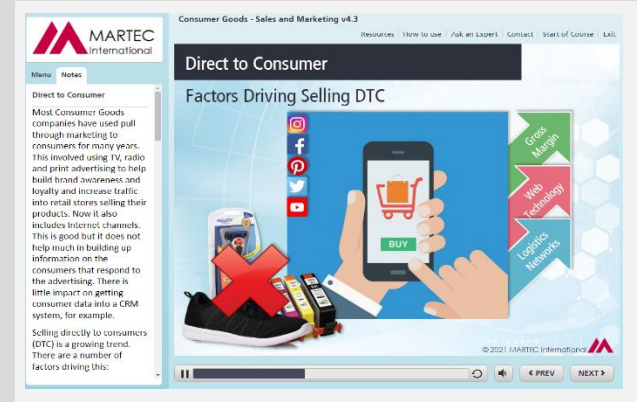 Consumer Goods - Sales and Marketing v4.3
Resources
How to use
Ask an Expert
Contact
Start of Course
Exit
MARTEC
International
Menu
Notes
Direct to Consumer
Most Consumer Goods
companies have used pull
through marketing to
consumers for many years.
This involved using TV, radio
and print advertising to help
build brand awareness and
loyalty and increase traffic
into retail stores selling their
products. Now it also
includes Internet channels.
This is good but it does not
help much in building up
information on the
consumers that respond to
the advertising. There is
little impact on getting
consumer data into a CRM
system, for example.
Selling directly to consumers
(DTC) is a growing trend.
There are a number of
factors driving this:
Direct to Consumer
Factors Driving Selling DTC
BUY
Gross
Margin
Web
Technology
Logistics
Networks
© 2021 MARTEC International
PREV
NEXT